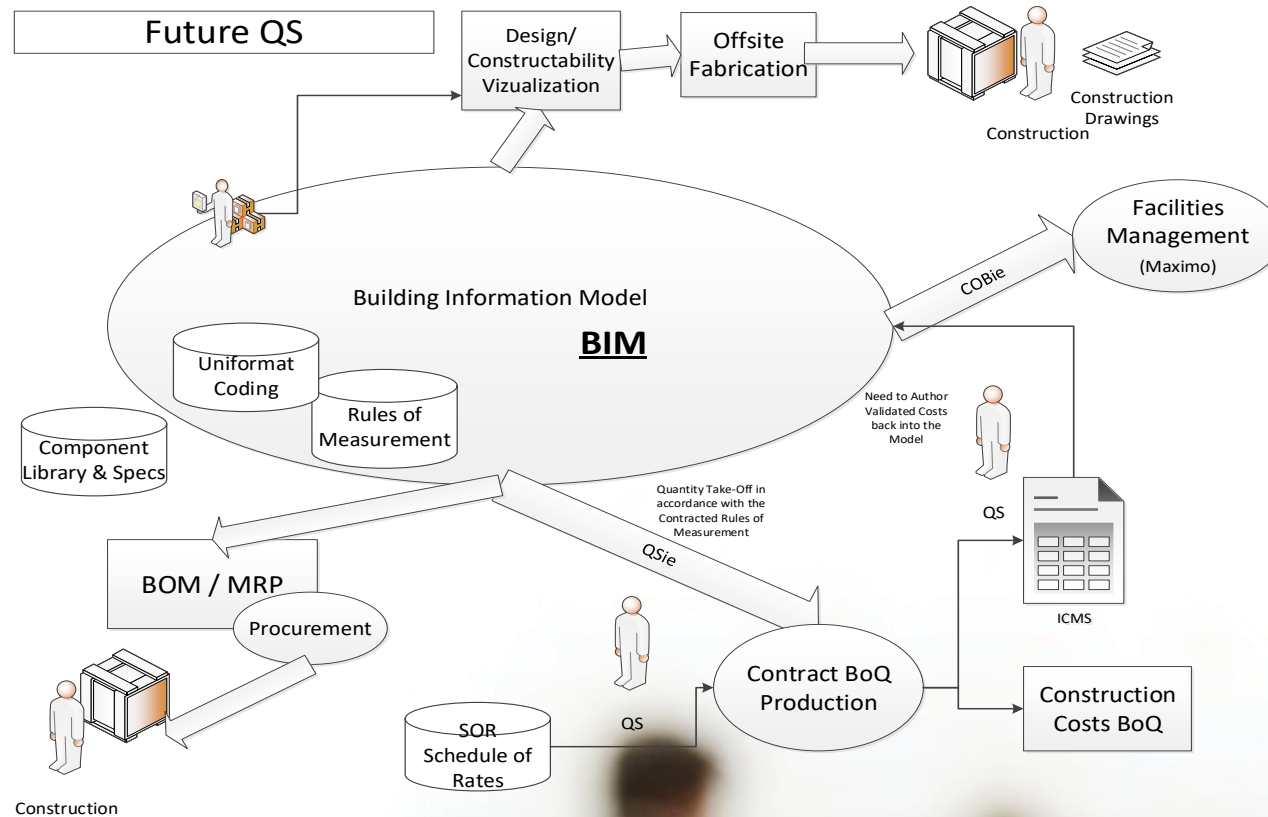 Future QS
Design/
Constructability
Vizualization
Offsite
Fabrication
Construction
Drawings
Construction
Facilities
Management
(Maximo)
COBie
Building Information Model
BIM
Uniformat
Coding
Rules of
Measurement
Component
Library & Specs
Need to Author
Validated Costs
back into the
Model
Quantity Take-Off in
accordance with the
Contracted Rules of
Measurement
QSie
QS
ICMS
BOM / MRP
Procurement
Construction
QS
SOR
Schedule of
Rates
Contract BoQ
Production
Construction
Costs BoQ